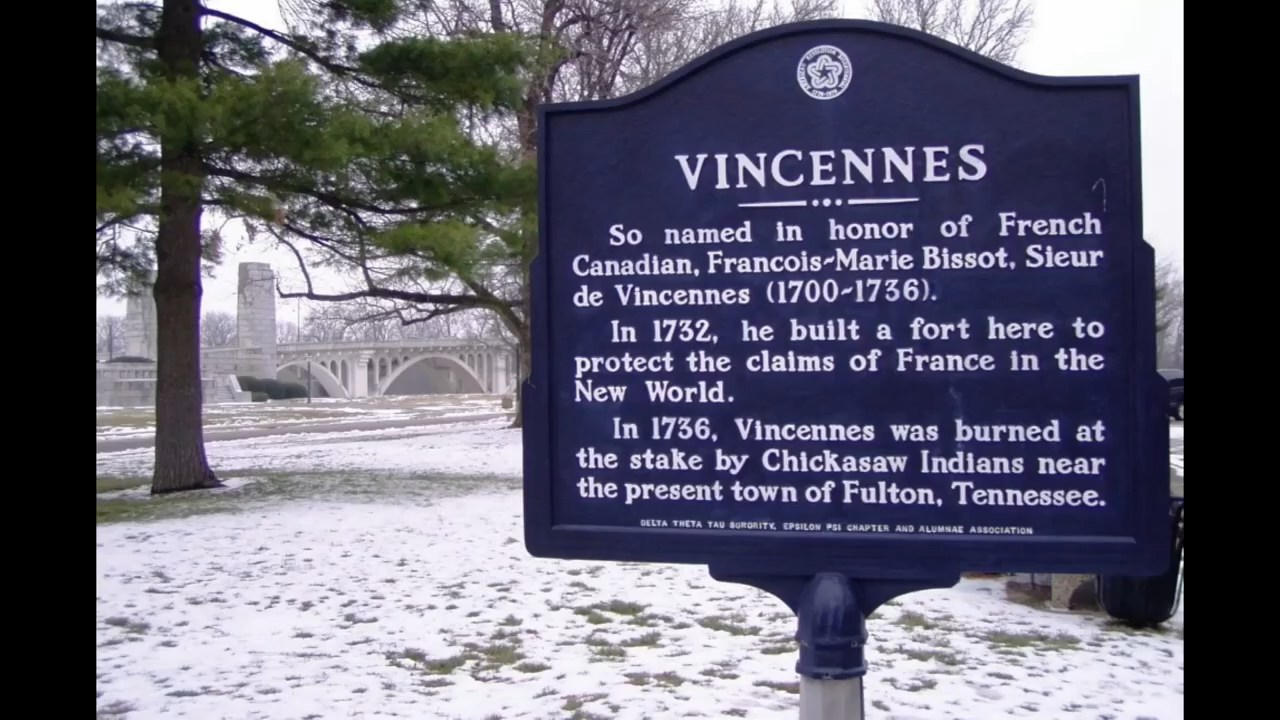 VINCENNES
So named in honor of French
Canadian, Francois-Marie Bissot, Sieur
de Vincennes (1700-1736).
In 1732, he built a fort here to
protect the claims of France in the
New World.
In 1736, Vincennes was burned at
the stake by Chickasaw Indians near
the present town of Fulton, Tennessee.
DELTA THETA TAU SORORITY, EPSILON PSI CHAPTER AND ALUMNAE ASSOCIATION